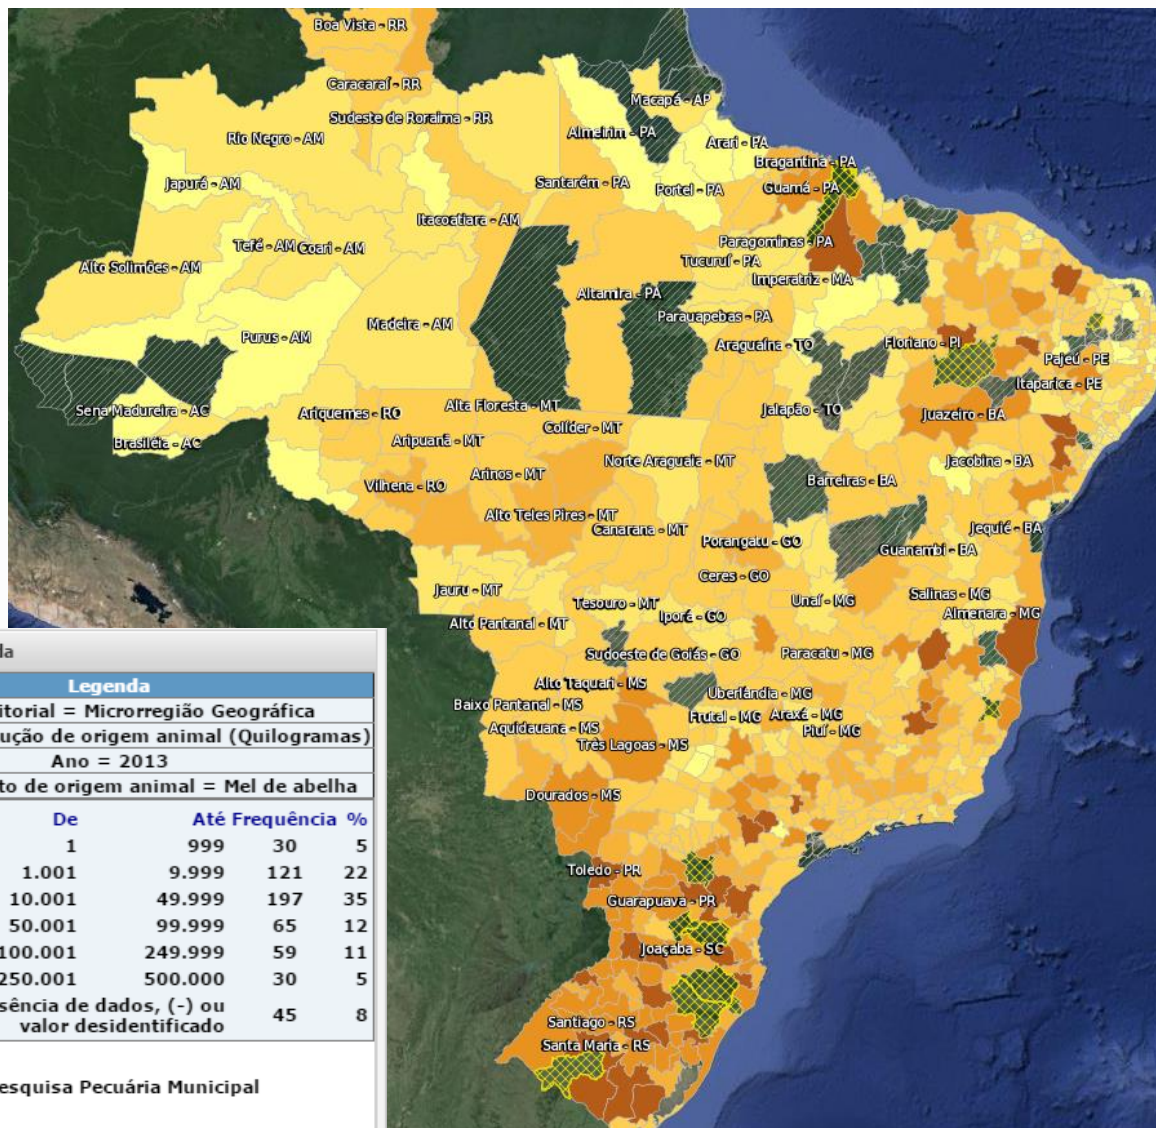 Boa Vista - RR
Caracaraí - RR
Macapá - AP
Sudeste de Roraima - RR
Rio Negro - AM
Almeirim - PA
Arari - PA
Bragantina - PA
Japurá - AM
Santarém - PA
Portel - PA
Guamá - PA
Itacoatiara - AM
Tefé - AM
Coari - AM
Paragominas - PA
Alto Solimões - AM
Tucuruí - PA
Imperatriz - MA
Altamira - PA
Madeira - AM
Parauapebas - PA
Purus - AM
Araguaína - TO
Floriano - PI
Pajeú - PE
Itaparica - PE
Sena Madureira - AC
Ariquemes - RO
Alta Floresta - MT
Jalapão - TO
Juazeiro - BA
Colíder - MT
Brasiléia - AC
Aripuanã - MT
Norte Araguaia - MT
Jacobina - BA
Vilhena - RO
Arinos - MT
Barreiras - BA
Alto Teles Pires - MT
Canarana - MT
Jequié - BA
Porangatu - GO
Guanambi - BA
Ceres - GO
Jauru - MT
Tesouro - MT
Unaí - MG
Salinas - MG
Iporá - GO
Almenara - MG
Alto Pantanal - MT
Sudoeste de Goiás - GO
Paracatu - MG
Alto Taquari - MS
Uberlândia - MG
Baixo Pantanal - MS
Frutal - MG
Araxá - MG
Aquidauana - MS
Piuí - MG
Três Lagoas - MS
Dourados - MS
Toledo - PR
Guarapuava - PR
Joaçaba - SC
Santiago - RS
Santa Maria - RS
da
Legenda
itorial = Microrregião Geográfica
ução de origem animal (Quilogramas)
Ano = 2013
to de origem animal = Mel de abelha
De Até Frequência %
1 999 30 5
1.001 9.999 121 22
10.001 49.999 197 35
50.001 99.999 65 12
100.001 249.999 59 11
250.001 500.000 30 5
sência de dados, (-) ou
valor desidentificado 45 8
esquisa Pecuária Municipal